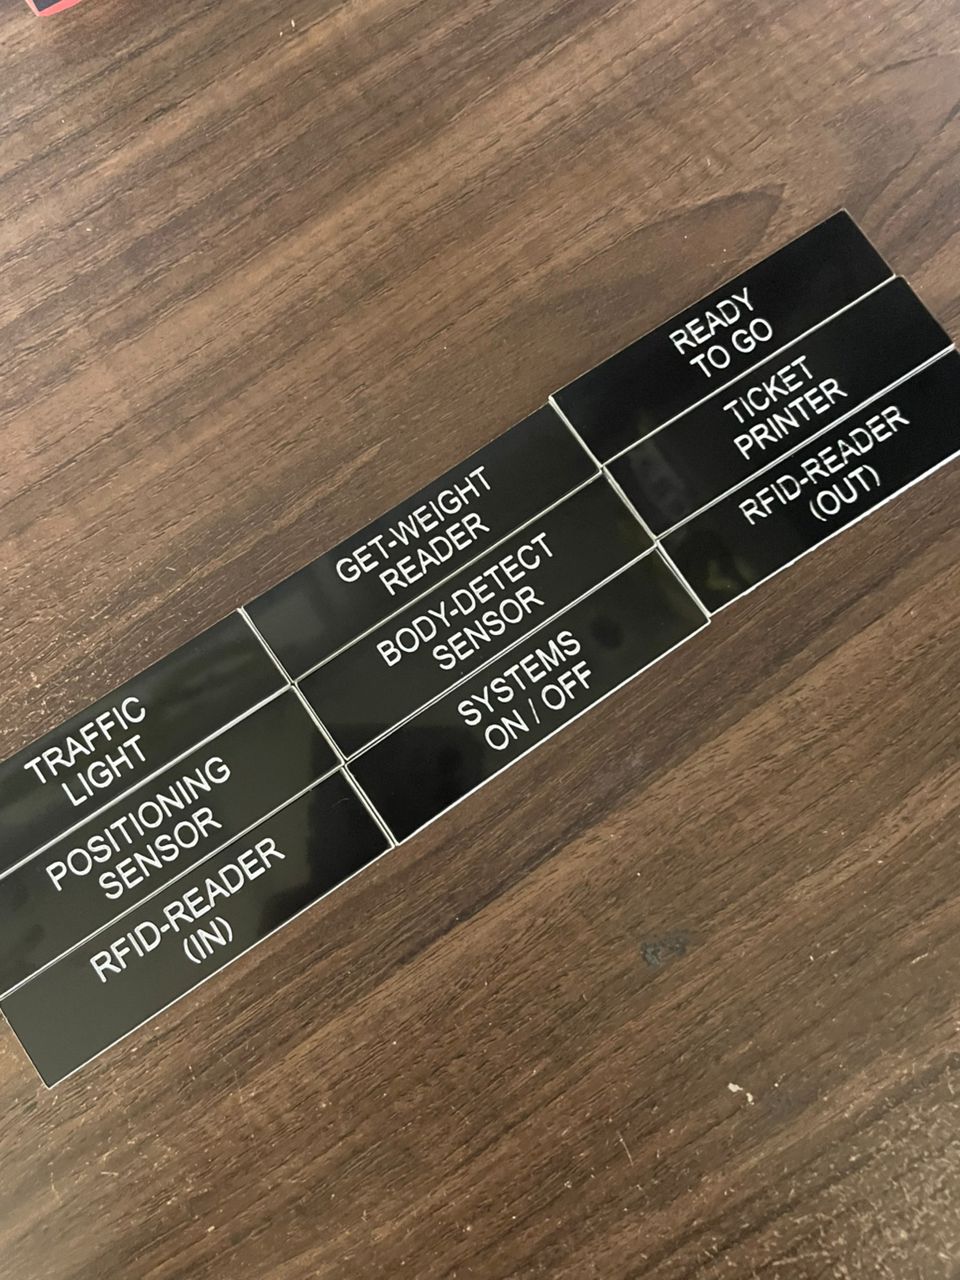 READY
TO GO
TICKET
PRINTER
RFID-READER
(OUT)
GET-WEIGHT
READER
BODY-DETECT
SENSOR
SYSTEMS
ON / OFF
TRAFFIC
LIGHT
POSITIONING
SENSOR
RFID-READER
(IN)